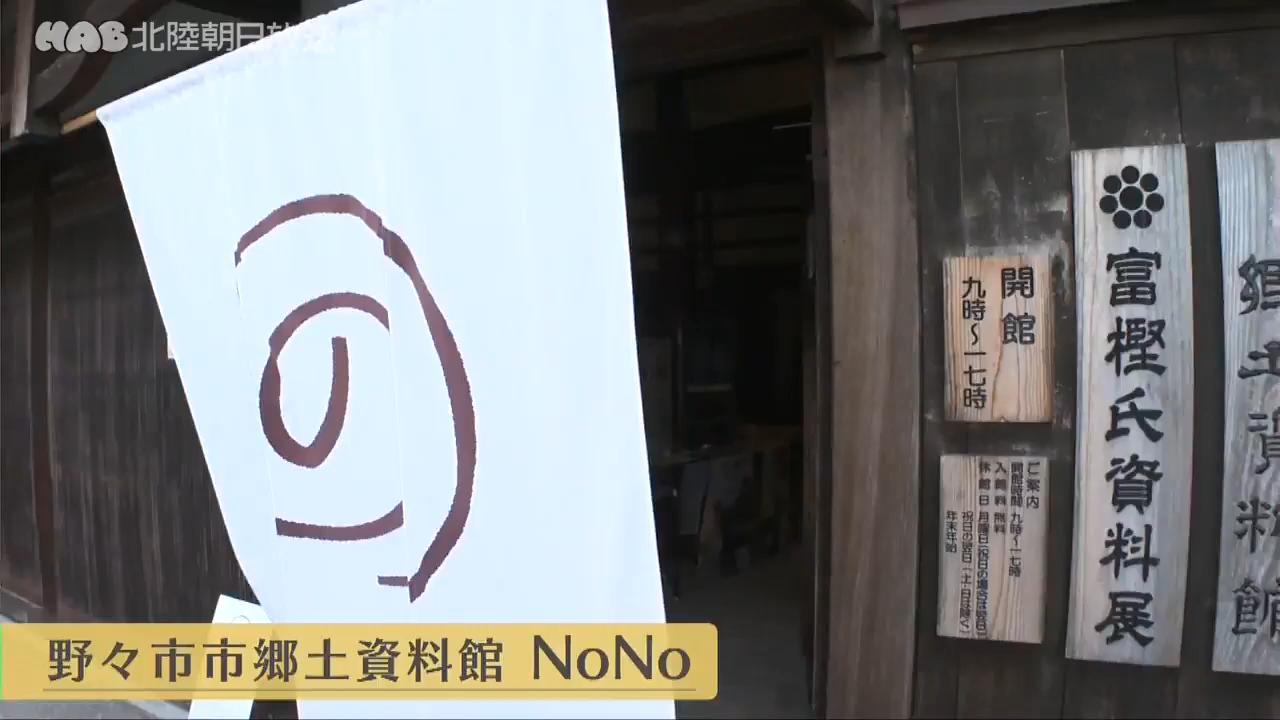 HAB北陸朝日放送
の
開館
九時~一七時
ご案内
開館時間 九時~一七時
入館料 無料
休館日 月曜日(祝日の場合は翌日)
祝日の翌日(土・日は除く)
年末年始
富樫氏資料展
郷土資料館
野々市市郷土資料館 NoNo